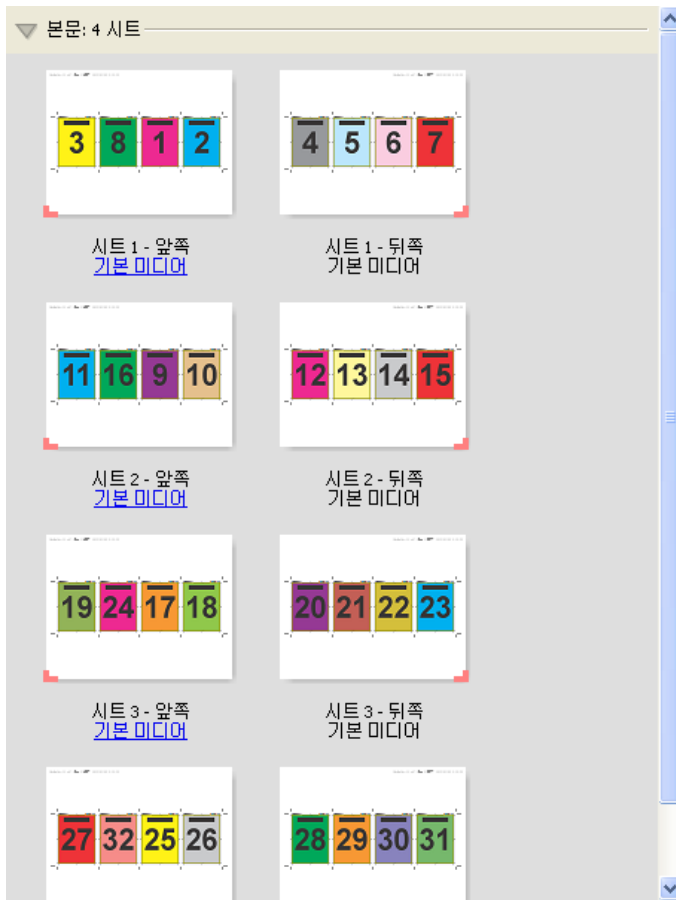 본문: 4 시트
3 8 1 2
4 5 6 7
시트 1 - 앞쪽
기본 미디어
시트 1 - 뒤쪽
기본 미디어
11 16 9 10
12 13 14 15
시트 2 - 앞쪽
기본 미디어
시트 2 - 뒤쪽
기본 미디어
19 24 17 18
20 21 22 23
시트 3 - 앞쪽
기본 미디어
시트 3 - 뒤쪽
기본 미디어
27 32 25 26
28 29 30 31